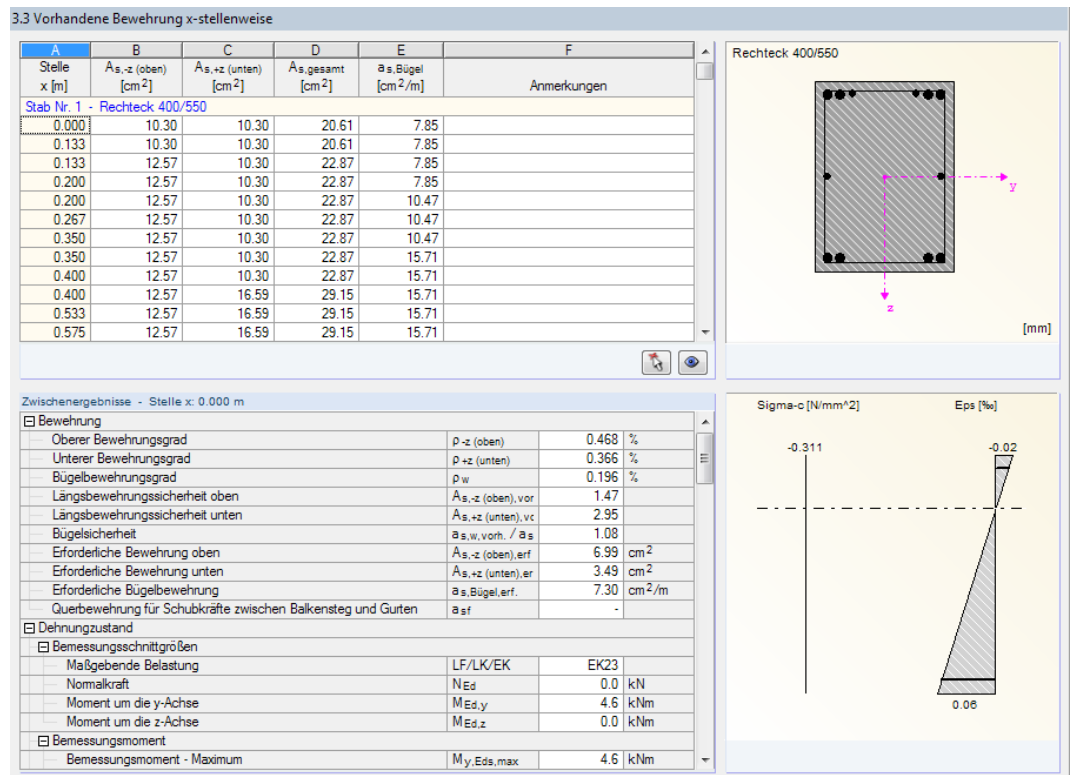 3.3 Vorhandene Bewehrung x-stellenweise
A B C D E F
Stelle As,-z (oben) As,+z (unten) As,gesamt as,Bügel
x [m] [cm2] [cm2] [cm2] [cm2/m] Anmerkungen
Stab Nr. 1 - Rechteck 400/550
0.000 10.30 10.30 20.61 7.85
0.133 10.30 10.30 20.61 7.85
0.133 12.57 10.30 22.87 7.85
0.200 12.57 10.30 22.87 7.85
0.200 12.57 10.30 22.87 10.47
0.267 12.57 10.30 22.87 10.47
0.350 12.57 10.30 22.87 10.47
0.350 12.57 10.30 22.87 15.71
0.400 12.57 10.30 22.87 15.71
0.400 12.57 16.59 29.15 15.71
0.533 12.57 16.59 29.15 15.71
0.575 12.57 16.59 29.15 15.71
Rechteck 400/550
y
z
[mm]
Zwischenergebnisse - Stelle x: 0.000 m
Bewehrung
Oberer Bewehrungsgrad ρ -z (oben) 0.468 %
Unterer Bewehrungsgrad ρ +z (unten) 0.366 %
Bügelbewehrungsgrad ρ w 0.196 %
Längsbewehrungssicherheit oben As,-z (oben),vor 1.47
Längsbewehrungssicherheit unten As,+z (unten),vc 2.95
Bügelsicherheit as,w,vorh. / as 1.08
Erforderliche Bewehrung oben As,-z (oben),erf 6.99 cm2
Erforderliche Bewehrung unten As,+z (unten),er 3.49 cm2
Erforderliche Bügelbewehrung as,Bügel,erf. 7.30 cm2/m
Querbewehrung für Schubkräfte zwischen Balkensteg und Gurten asf -
Dehnungzustand
Bemessungsschnittgrößen
Maßgebende Belastung LF/LK/EK EK23
Normalkraft NEd 0.0 kN
Moment um die y-Achse MEd,y 4.6 kNm
Moment um die z-Achse MEd,z 0.0 kNm
Bemessungsmoment
Bemessungsmoment - Maximum My,Eds,max 4.6 kNm
Sigma-c [N/mm^2] Eps [‰]
-0.311 -0.02
0.06